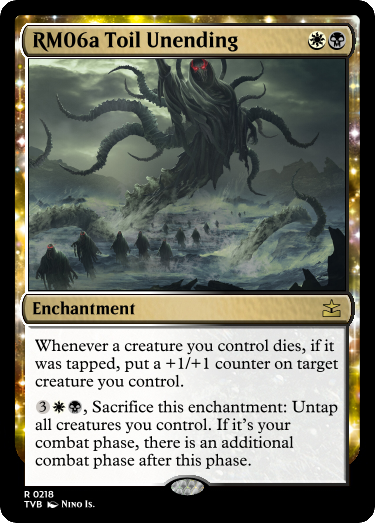 RM06a Toil Unending
Enchantment
Whenever a creature you control dies, if it
was tapped, put a +1/+1 counter on target
creature you control.
3, Sacrifice this enchantment: Untap
all creatures you control. If it's your
combat phase, there is an additional
combat phase after this phase.
R 0218
TVB Nino Is.